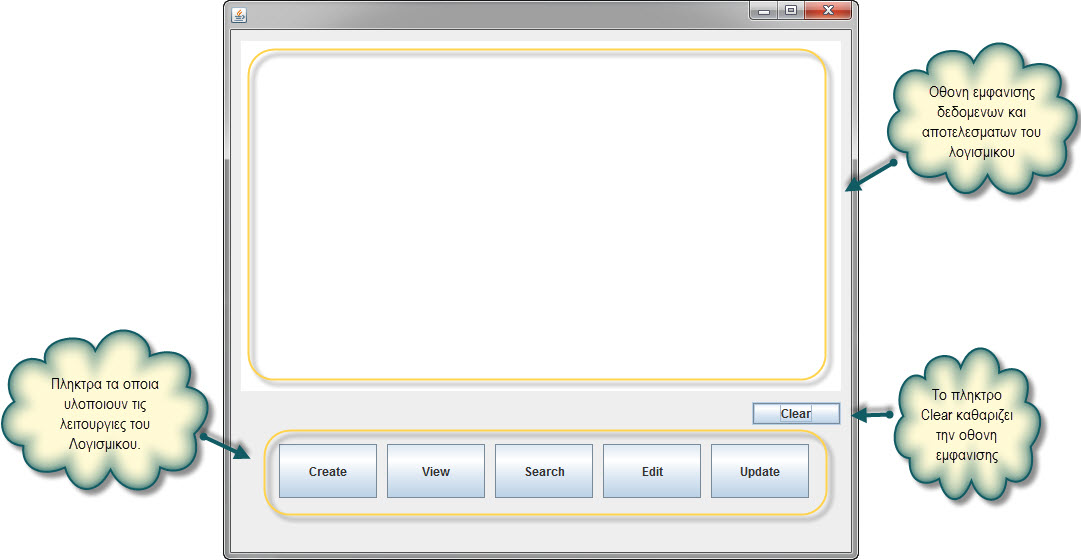 Οθονη εμφανισης
δεδομενων και
αποτελεσματων του
λογισμικου
Πληκτρα τα οποια
υλοποιουν τις
λειτουργιες του
Λογισμικου.
Clear
Το πληκτρο
Clear καθαριζει
την οθονη
εμφανισης
Create
View
Search
Edit
Update